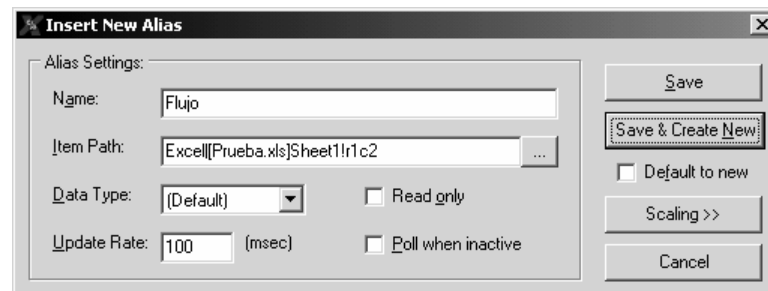 Insert New Alias
Alias Settings:
Name: Flujo
Item Path: Excel|[Prueba.xls]Sheet1!r1c2 ...
Data Type: (Default) Read only
Update Rate: 100 (msec) Poll when inactive
Save
Save & Create New
Default to new
Scaling >>
Cancel